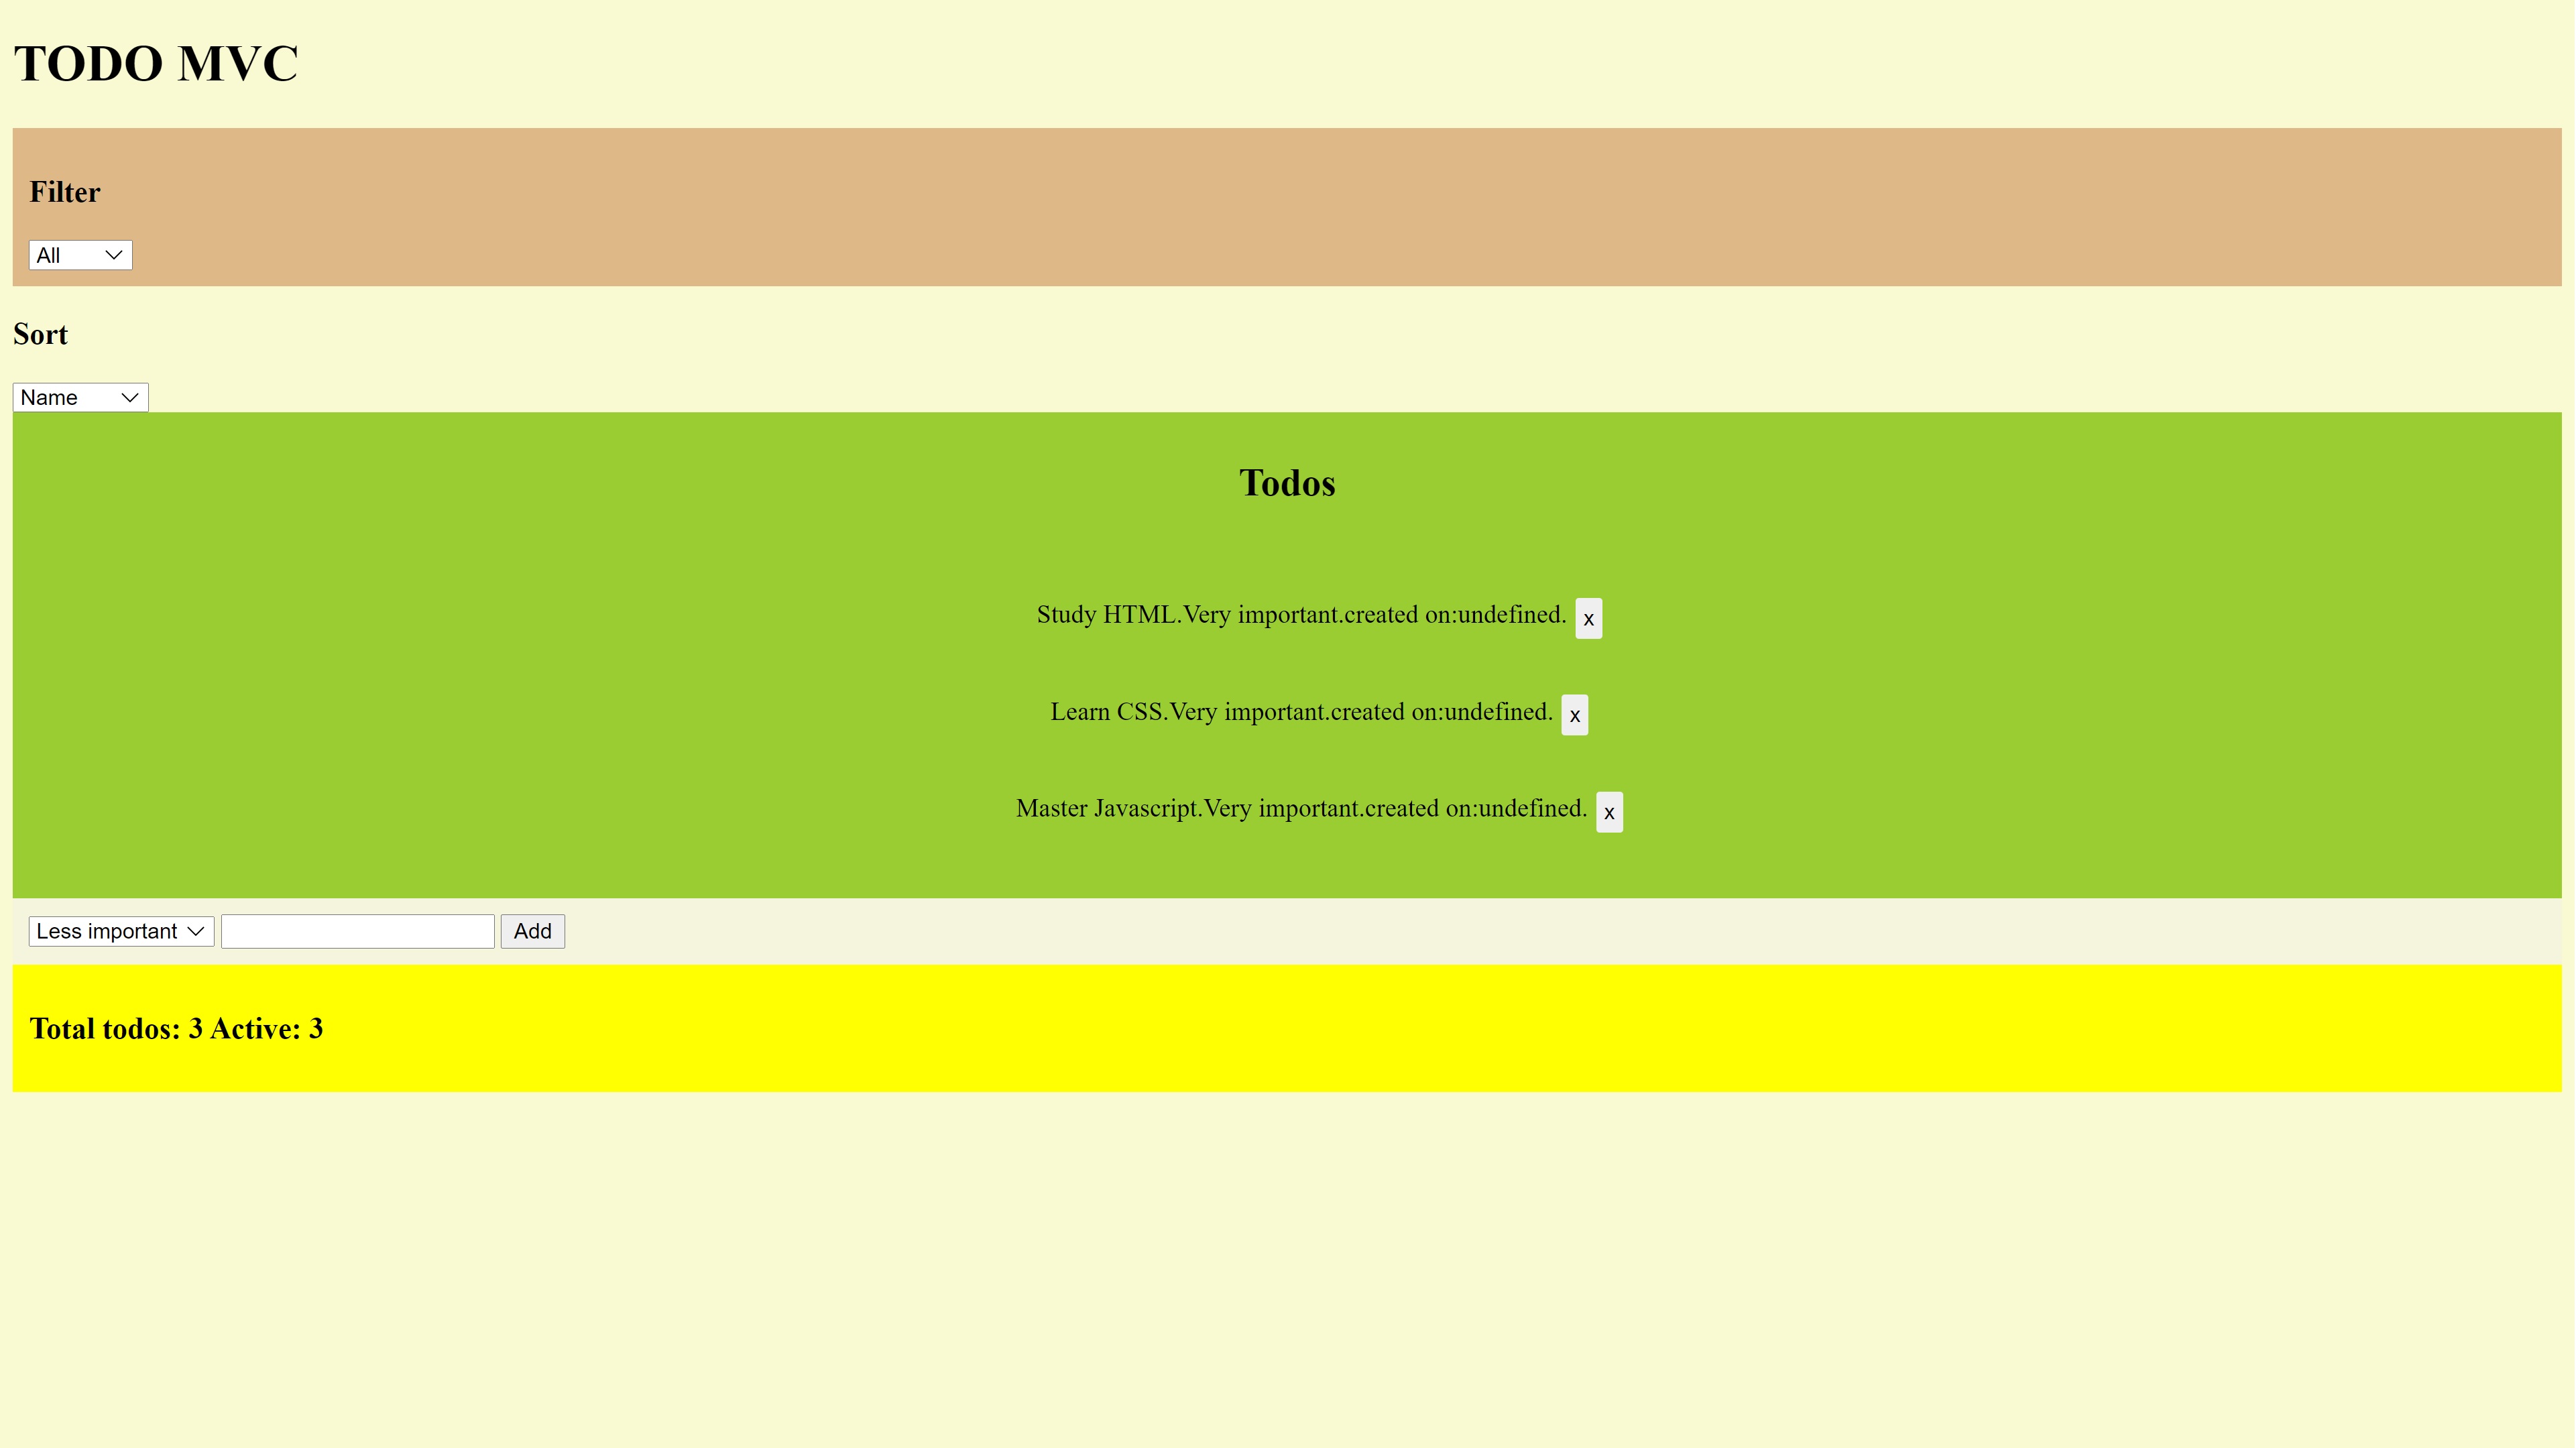 TODO MVC
Filter
All
Sort
Name
Todos
Study HTML.Very important.created on:undefined. x
Learn CSS.Very important.created on:undefined. x
Master Javascript.Very important.created on:undefined. x
Less important Add
Total todos: 3 Active: 3